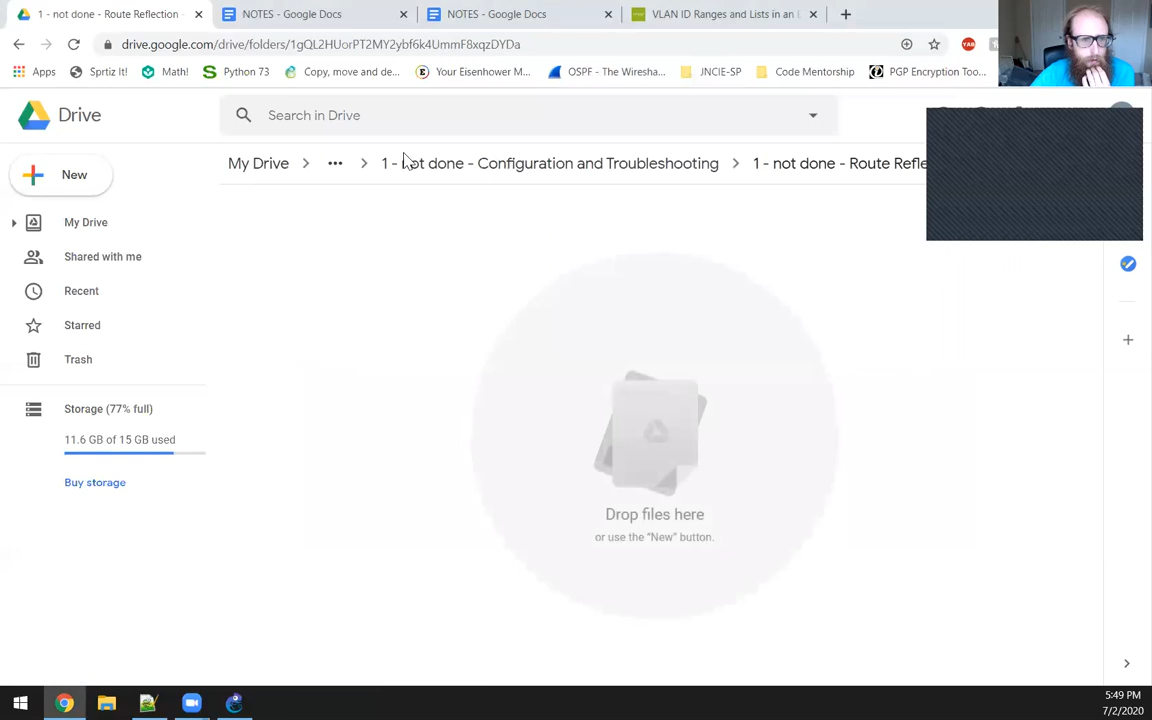 1 - not done - Route Reflection -
NOTES - Google Docs
NOTES - Google Docs
VLAN ID Ranges and Lists in an
drive.google.com/drive/folders/1gQL2HUorPT2MY2ybf6k4UmmF8xqzDYDa
YAB
Apps
Sprtiz It!
Math!
Python 73
Copy, move and de...
Your Eisenhower M...
OSPF - The Wiresha...
JNCIE-SP
Code Mentorship
PGP Encryption Too...
Drive
Search in Drive
New
My Drive
...
1 - not done - Configuration and Troubleshooting
1 - not done - Route Refle
My Drive
Shared with me
Recent
Starred
Trash
Storage (77% full)
11.6 GB of 15 GB used
Buy storage
Drop files here
or use the "New" button.
5:49 PM
7/2/2020